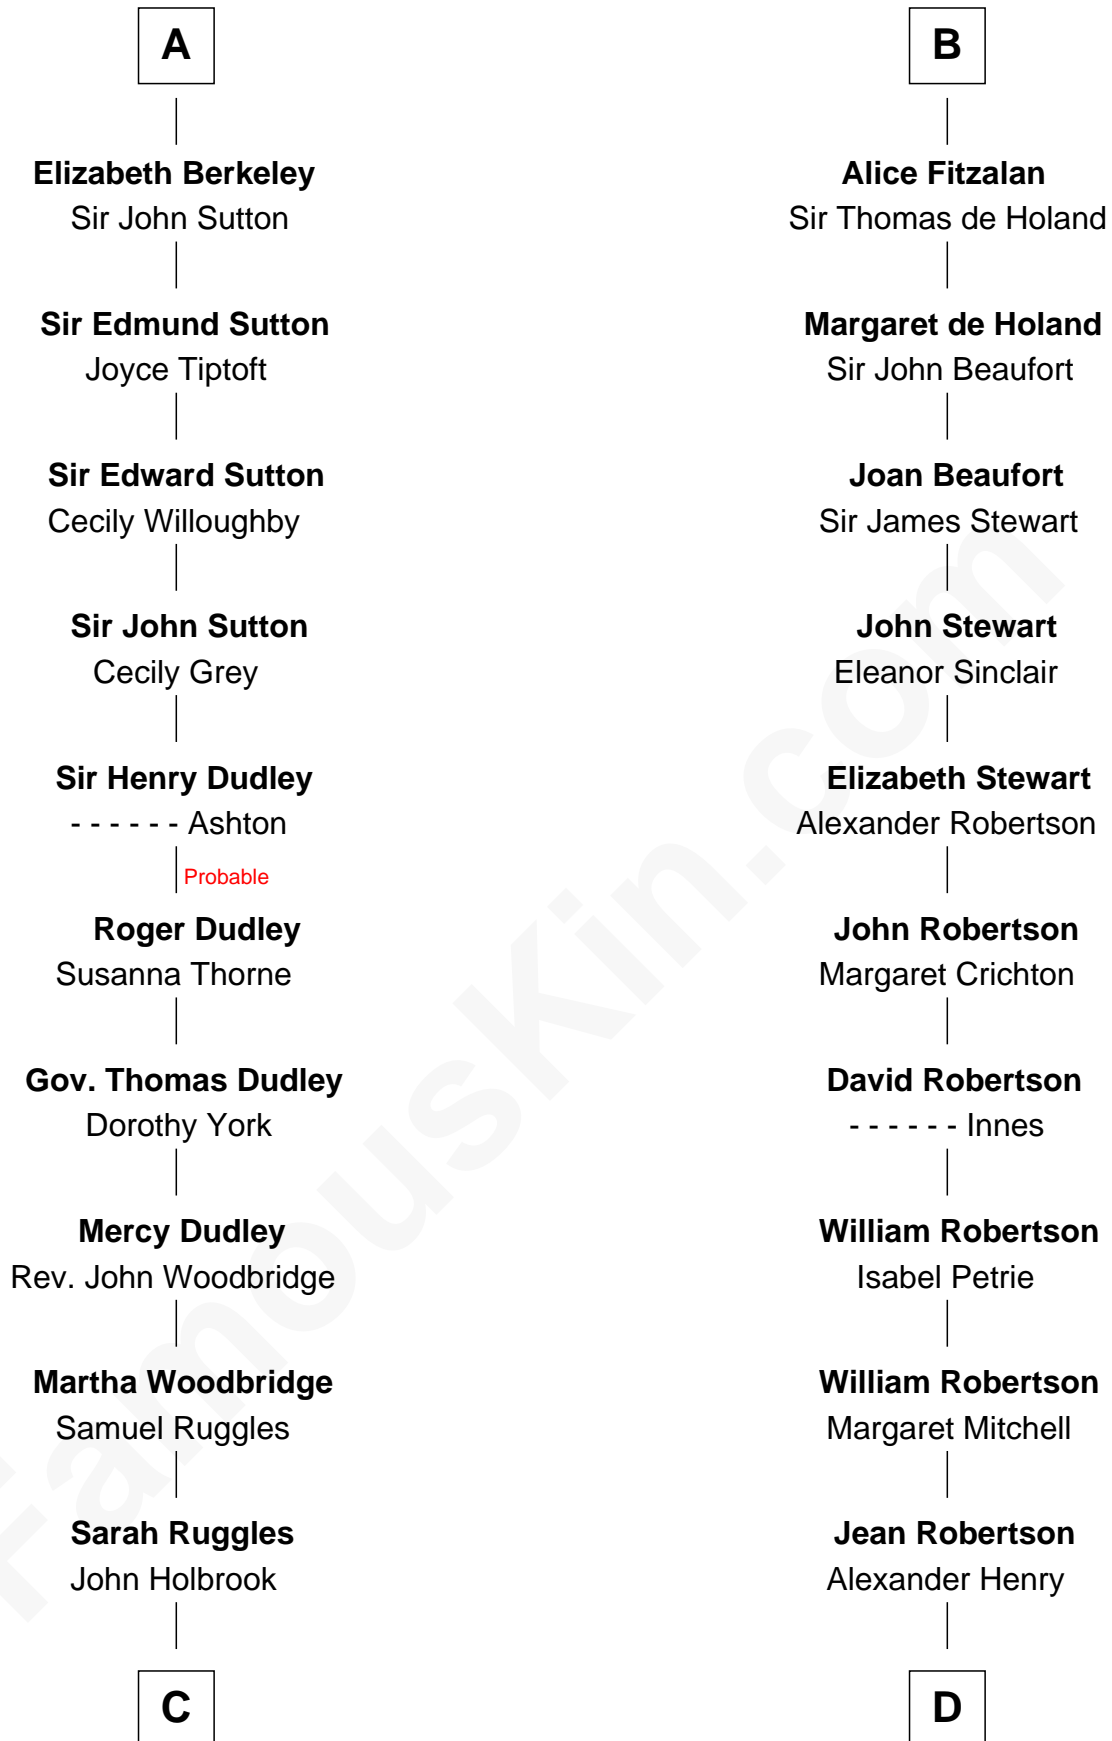 A
Elizabeth Berkeley
Sir John Sutton
Sir Edmund Sutton
Joyce Tiptoft
Sir Edward Sutton
Cecily Willoughby
Sir John Sutton
Cecily Grey
Sir Henry Dudley
- - - - - - Ashton
Probable
Roger Dudley
Susanna Thorne
Gov. Thomas Dudley
Dorothy York
Mercy Dudley
Rev. John Woodbridge
Martha Woodbridge
Samuel Ruggles
Sarah Ruggles
John Holbrook
C
B
Alice Fitzalan
Sir Thomas de Holand
Margaret de Holand
Sir John Beaufort
Joan Beaufort
Sir James Stewart
John Stewart
Eleanor Sinclair
Elizabeth Stewart
Alexander Robertson
John Robertson
Margaret Crichton
David Robertson
- - - - - - Innes
William Robertson
Isabel Petrie
William Robertson
Margaret Mitchell
Jean Robertson
Alexander Henry
D
FamousKin.com